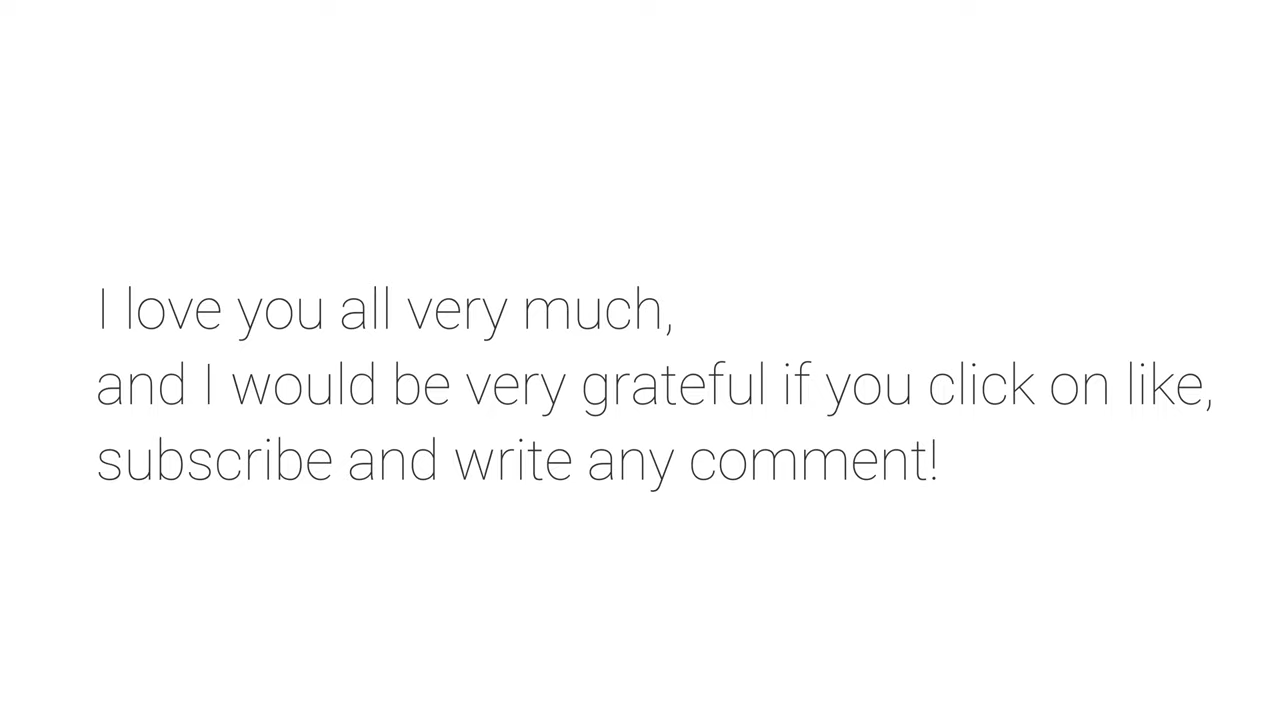 I love you all very much,
and I would be very grateful if you click on like,
subscribe and write any comment!